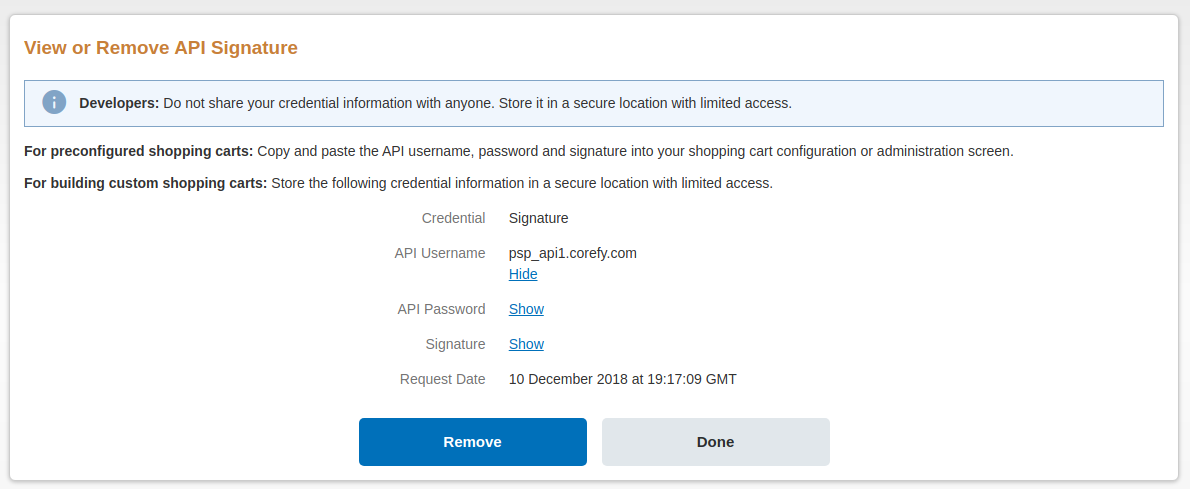 View or Remove API Signature
Developers: Do not share your credential information with anyone. Store it in a secure location with limited access.
For preconfigured shopping carts: Copy and paste the API username, password and signature into your shopping cart configuration or administration screen.
For building custom shopping carts: Store the following credential information in a secure location with limited access.
Credential Signature
API Username psp_api1.corefy.com
Hide
API Password Show
Signature Show
Request Date 10 December 2018 at 19:17:09 GMT
Remove Done